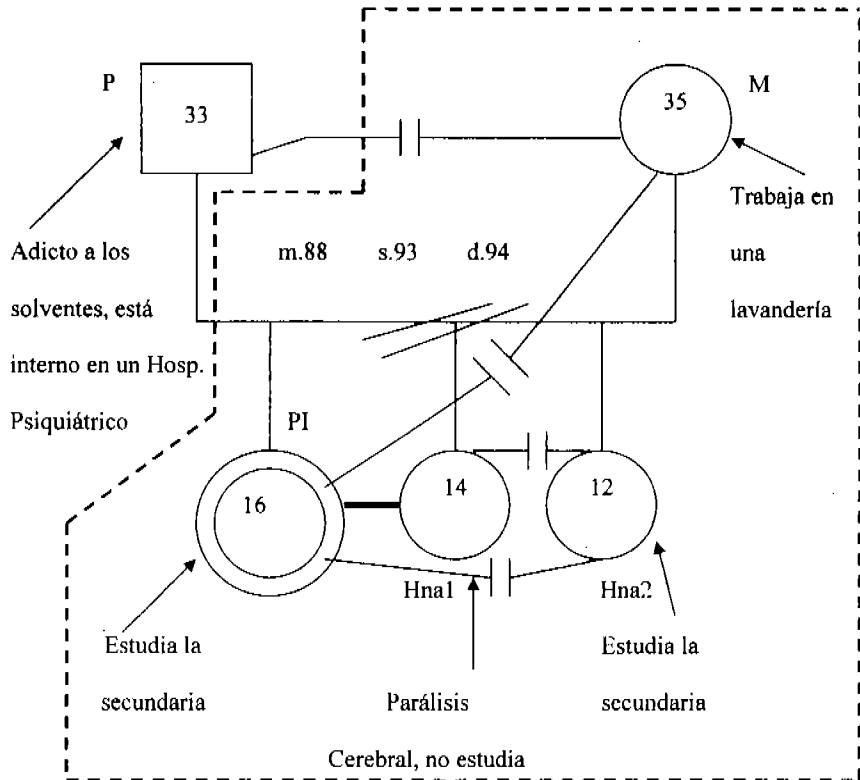 P
33
35
M
Adicto a los
solventes, está
interno en un Hosp.
Psiquiátrico
m.88 s.93 d.94
Trabaja en
una
lavandería
PI
16
14
12
Hna1
Hna2
Estudia la
secundaria
Parálisis
Cerebral, no estudia
Estudia la
secundaria